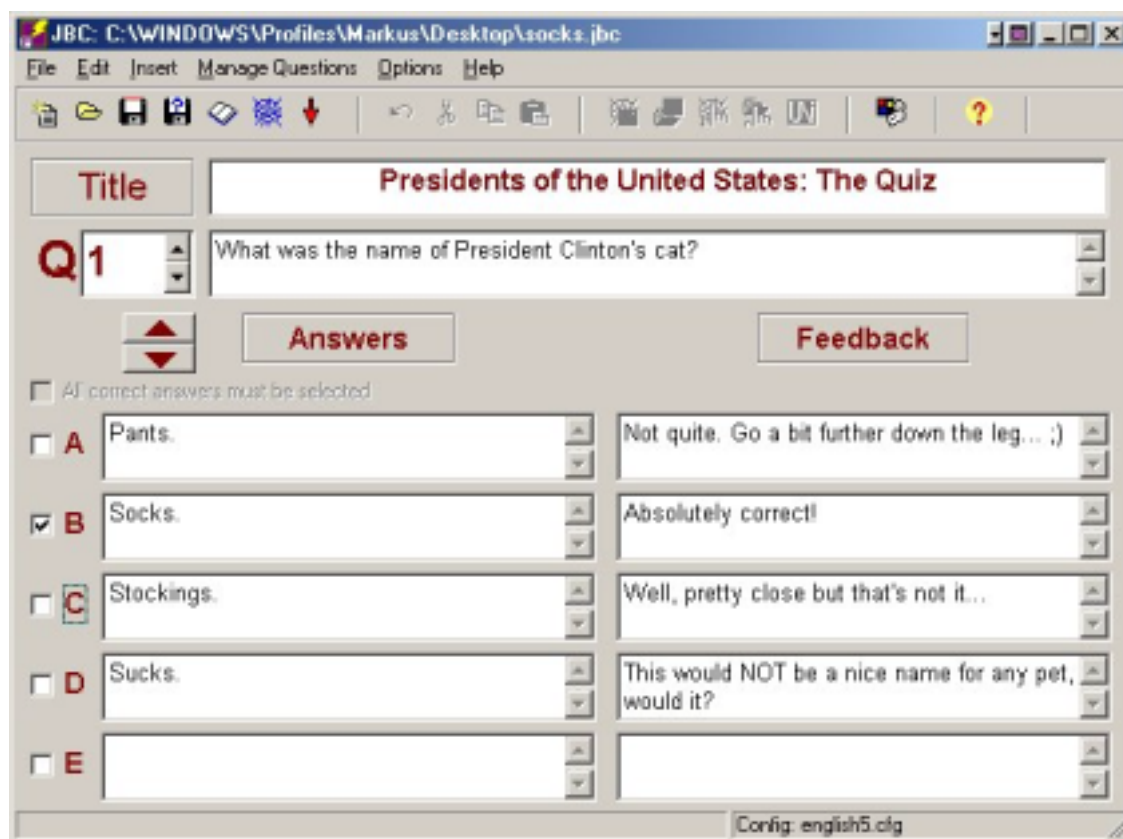 JBC: C:\WINDOWS\Profiles\Markus\Desktop\socks.jbc
File Edit Insert Manage Questions Options Help
Title
Presidents of the United States: The Quiz
Q 1
What was the name of President Clinton's cat?
Answers
Feedback
All correct answers must be selected
A
Pants.
Not quite. Go a bit further down the leg... ;)
B
Socks.
Absolutely correct!
C
Stockings.
Well, pretty close but that's not it...
D
Sucks.
This would NOT be a nice name for any pet,
would it?
E
Config: english5.cfg